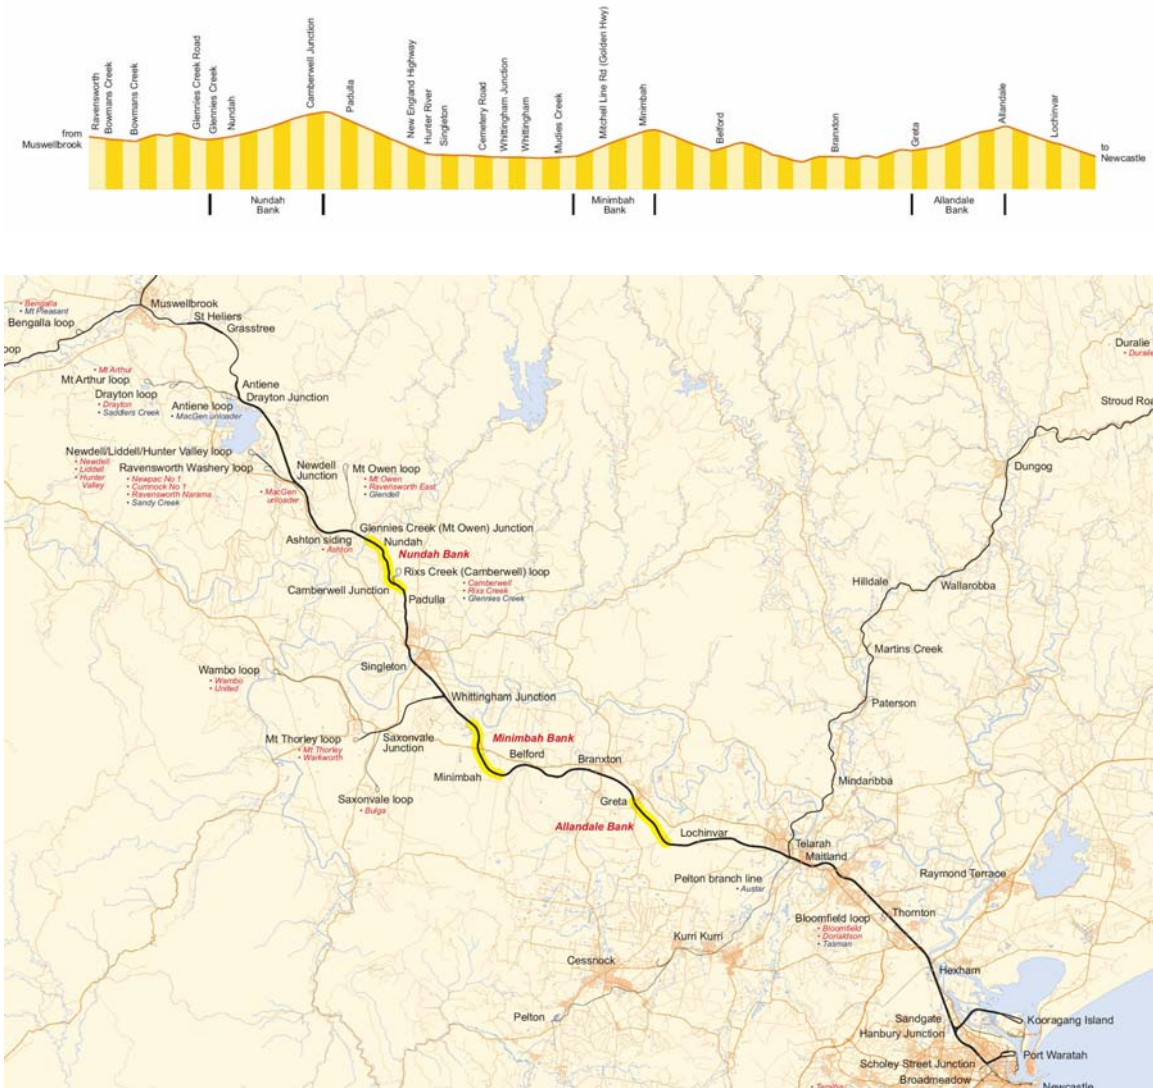 Ravensworth
Bowmans Creek
Bowmans Creek
Glennies Creek Road
Glennies Creek
Nundah
Camberwell Junction
Padulla
New England Highway
Hunter River
Singleton
Cemetery Road
Whittingham Junction
Whittingham
Mudies Creek
Mitchell Line Rd (Golden Hwy)
Minimbah
Belford
Branxton
Greta
Allandale
Lochinvar
from
Muswellbrook
to
Newcastle
Nundah
Bank
Minimbah
Bank
Allandale
Bank
• Bengalla
• Mt Pleasant
Bengalla loop
Muswellbrook
St Heliers
Grasstree
oop
• Mt Arthur
Mt Arthur loop
Drayton loop
• Drayton
• Saddlers Creek
Antiene
Drayton Junction
Antiene loop
• MacGen unloader
Newdell/Liddell/Hunter Valley loop
• Newdell
• Liddell
• Hunter
Valley
Ravensworth Washery loop
• Newpac No 1
• Cumnock No 1
• Ravensworth Narama
• Sandy Creek
Newdell
Junction
• MacGen
unloader
Mt Owen loop
• Mt Owen
• Ravensworth East
• Glendell
Glennies Creek (Mt Owen) Junction
Ashton siding
• Ashton
Nundah
Nundah Bank
Rixs Creek (Camberwell) loop
• Camberwell
• Rixs Creek
• Glennies Creek
Camberwell Junction
Padulla
Singleton
Wambo loop
• Wambo
• United
Whittingham Junction
Mt Thorley loop
• Mt Thorley
• Warkworth
Saxonvale
Junction
Saxonvale loop
• Bulga
Minimbah Bank
Minimbah
Belford
Branxton
Greta
Allandale Bank
Lochinvar
Duralie
• Duralie
Stroud Roa
Dungog
Hilldale
Wallarobba
Martins Creek
Paterson
Mindaribba
Telarah
Maitland
Raymond Terrace
Pelton branch line
• Austar
Bloomfield loop
• Bloomfield
• Donaldson
• Tasman
Thornton
Kurri Kurri
Cessnock
Pelton
Hexham
Sandgate
Hanbury Junction
Kooragang Island
Scholey Street Junction
Port Waratah
Broadmeadow
Newcastle